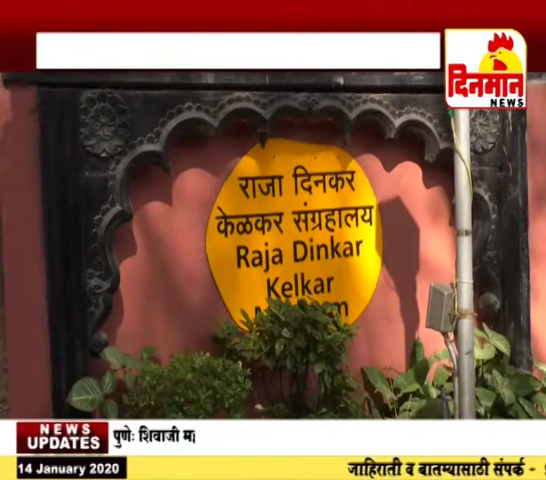 दिनमान
NEWS
राजा दिनकर
केळकर संग्रहालय
Raja Dinkar
Kelkar
NEWS
UPDATES
पुणे: शिवाजी
14 January 2020
जाहिराती व बातम्यासाठी संपर्क -